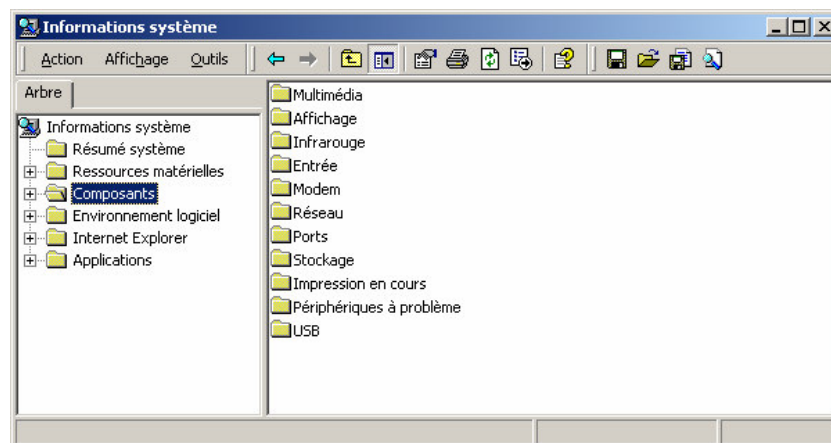 Informations système
Action Affichage Outils
Arbre
Informations système
Résumé système
Ressources matérielles
Composants
Environnement logiciel
Internet Explorer
Applications
Multimédia
Affichage
Infrarouge
Entrée
Modem
Réseau
Ports
Stockage
Impression en cours
Périphériques à problème
USB